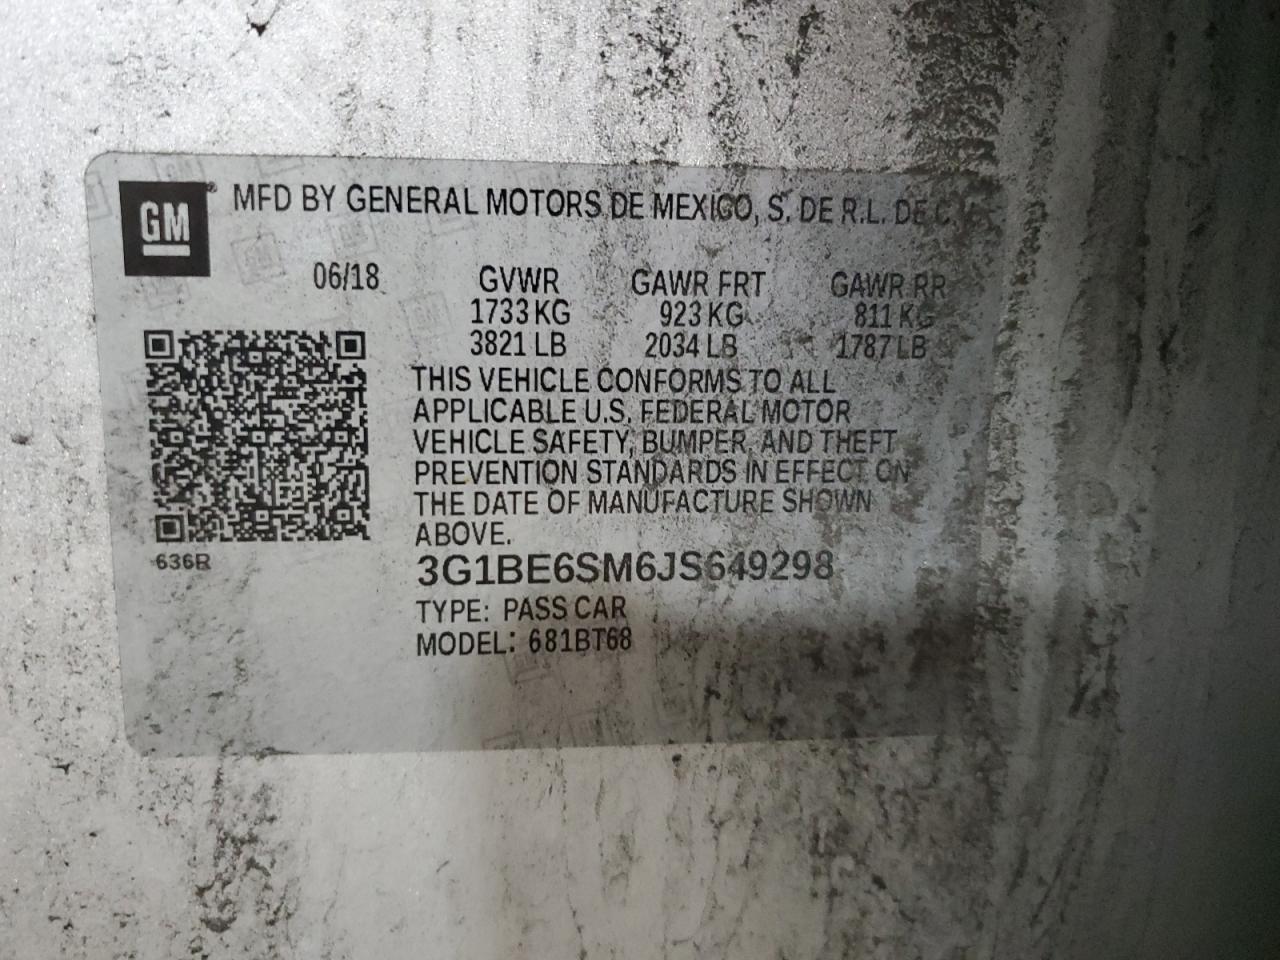 GM
MFD BY GENERAL MOTORS DE MEXICO, S. DE R.L. DE C.V.
06/18 GVWR GAWR FRT GAWR RR
1733 KG 923 KG 811 KG
3821 LB 2034 LB 1787 LB
THIS VEHICLE CONFORMS TO ALL
APPLICABLE U.S. FEDERAL MOTOR
VEHICLE SAFETY, BUMPER, AND THEFT
PREVENTION STANDARDS IN EFFECT ON
THE DATE OF MANUFACTURE SHOWN
ABOVE.
636R
3G1BE6SM6JS649298
TYPE: PASS CAR
MODEL: 681BT68